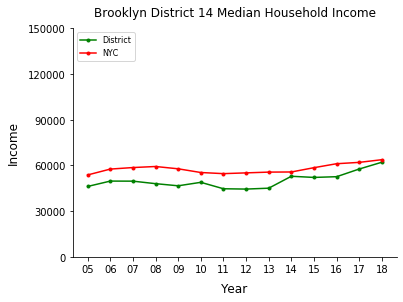 Brooklyn District 14 Median Household Income
150000
120000
90000
60000
30000
0
Income
District
NYC
05 06 07 08 09 10 11 12 13 14 15 16 17 18
Year